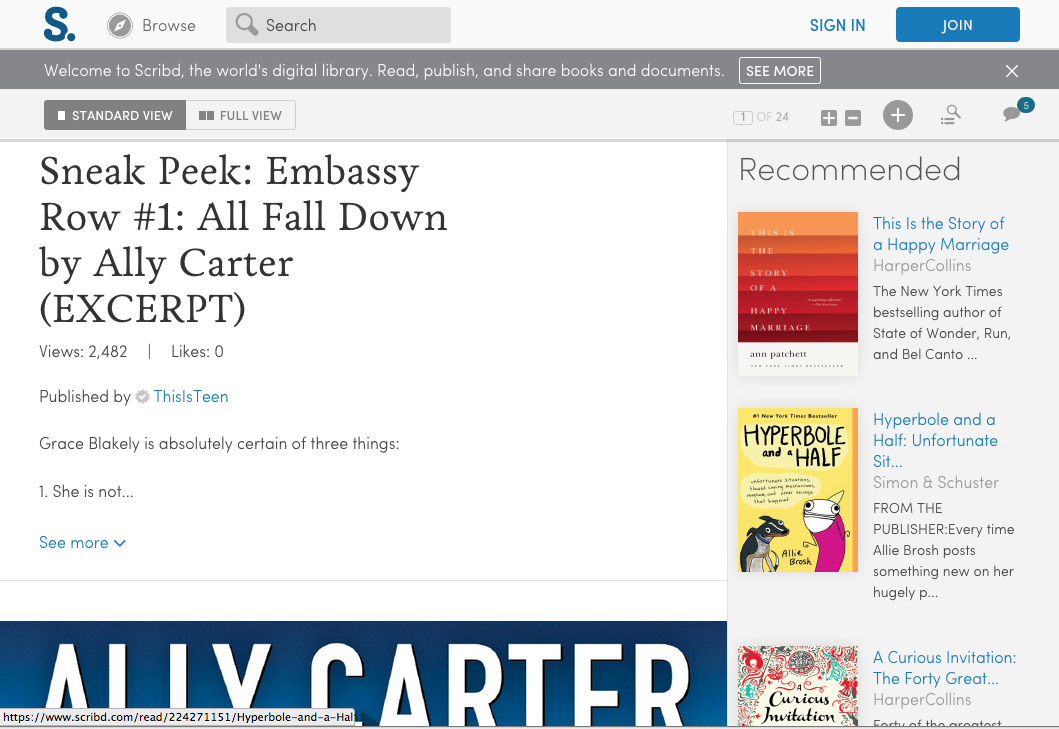 S.
Browse
Search
SIGN IN
JOIN
Welcome to Scribd, the world's digital library. Read, publish, and share books and documents.
SEE MORE
STANDARD VIEW
FULL VIEW
1 OF 24
5
Sneak Peek: Embassy
Row #1: All Fall Down
by Ally Carter
(EXCERPT)
Views: 2,482 | Likes: 0
Published by ThisIsTeen
Grace Blakely is absolutely certain of three things:
1. She is not...
See more
ALLY CARTER
https://www.scribd.com/read/224271151/Hyperbole-and-a-Hal
Recommended
THIS IS
THE
STORY
OF A
HAPPY
MARRIAGE
ann patchett
NEW YORK TIMES BESTSELLER
This Is the Story of
a Happy Marriage
HarperCollins
The New York Times
bestselling author of
State of Wonder, Run,
and Bel Canto ...
#1 New York Times Bestseller
HYPERBOLE
and a HALF
unfortunate situations,
flawed coping mechanisms,
mayhem, and other things
that happened
Allie
Brosh
Hyperbole and a
Half: Unfortunate
Sit...
Simon & Schuster
FROM THE
PUBLISHER:Every time
Allie Brosh posts
something new on her
hugely p...
A
Curious
Invitation
A Curious Invitation:
The Forty Great...
HarperCollins
Forty of the greatest